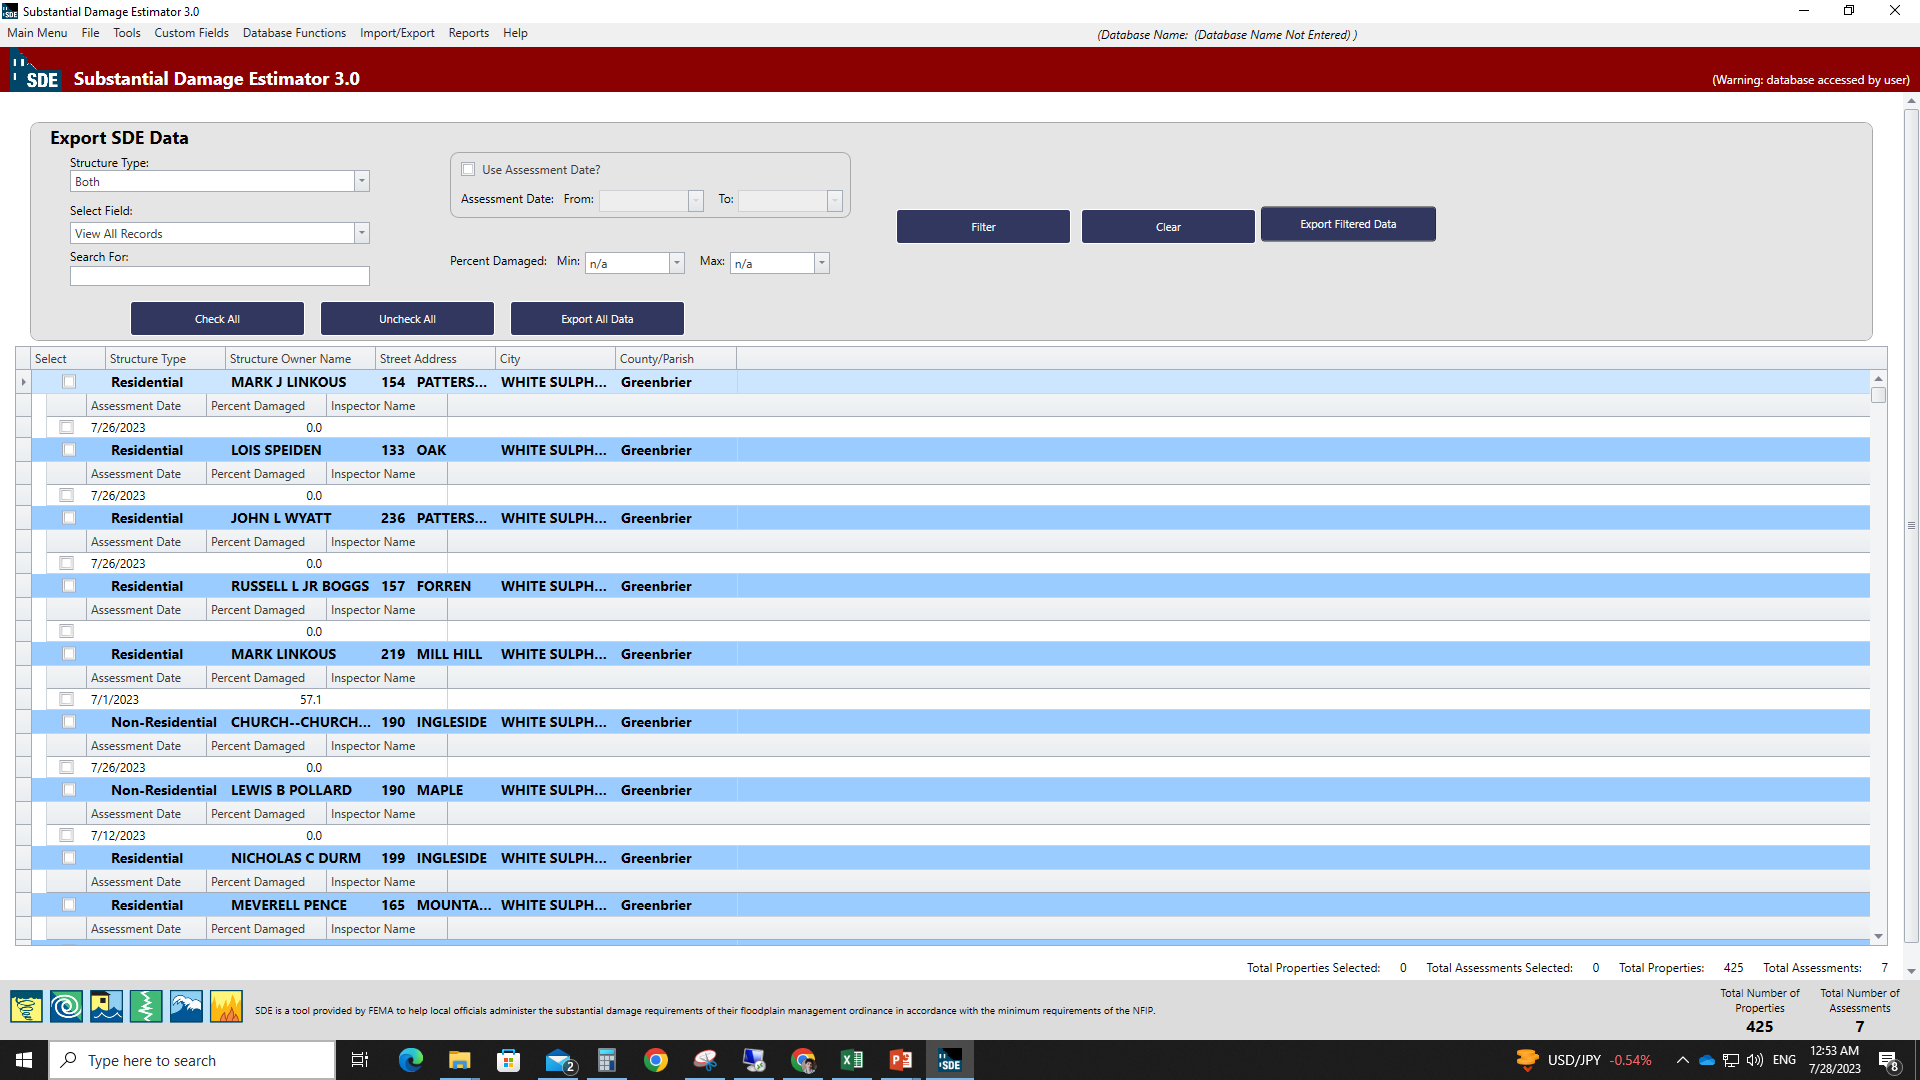 SDE Substantial Damage Estimator 3.0
Main Menu File Tools Custom Fields Database Functions Import/Export Reports Help
(Database Name: (Database Name Not Entered) )
SDE Substantial Damage Estimator 3.0
(Warning: database accessed by user)
Export SDE Data
Structure Type:
Both
Select Field:
View All Records
Search For:
Use Assessment Date?
Assessment Date: From: To:
Percent Damaged: Min: n/a Max: n/a
Filter Clear Export Filtered Data
Check All Uncheck All Export All Data
Select Structure Type Structure Owner Name Street Address City County/Parish
Residential MARK J LINKOUS 154 PATTERS... WHITE SULPH... Greenbrier
Assessment Date Percent Damaged Inspector Name
7/26/2023 0.0
Residential LOIS SPEIDEN 133 OAK WHITE SULPH... Greenbrier
Assessment Date Percent Damaged Inspector Name
7/26/2023 0.0
Residential JOHN L WYATT 236 PATTERS... WHITE SULPH... Greenbrier
Assessment Date Percent Damaged Inspector Name
7/26/2023 0.0
Residential RUSSELL L JR BOGGS 157 FORREN WHITE SULPH... Greenbrier
Assessment Date Percent Damaged Inspector Name
0.0
Residential MARK LINKOUS 219 MILL HILL WHITE SULPH... Greenbrier
Assessment Date Percent Damaged Inspector Name
7/1/2023 57.1
Non-Residential CHURCH--CHURCH... 190 INGLESIDE WHITE SULPH... Greenbrier
Assessment Date Percent Damaged Inspector Name
7/26/2023 0.0
Non-Residential LEWIS B POLLARD 190 MAPLE WHITE SULPH... Greenbrier
Assessment Date Percent Damaged Inspector Name
7/12/2023 0.0
Residential NICHOLAS C DURM 199 INGLESIDE WHITE SULPH... Greenbrier
Assessment Date Percent Damaged Inspector Name
Residential MEVERELL PENCE 165 MOUNTA... WHITE SULPH... Greenbrier
Assessment Date Percent Damaged Inspector Name
Total Properties Selected: 0 Total Assessments Selected: 0 Total Properties: 425 Total Assessments: 7
SDE is a tool provided by FEMA to help local officials administer the substantial damage requirements of their floodplain management ordinance in accordance with the minimum requirements of the NFIP.
Total Number of Properties
425
Total Number of Assessments
7
Type here to search
2
SDE
USD/JPY -0.54%
ENG
12:53 AM
7/28/2023
8